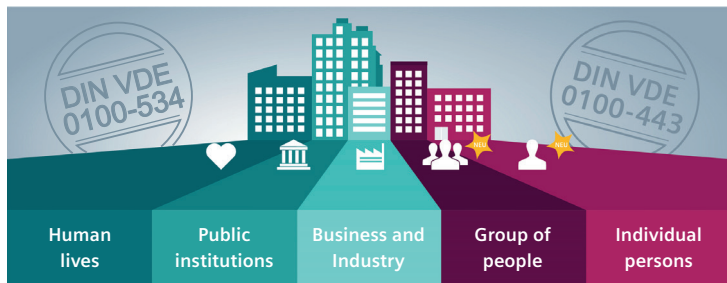 DIN VDE
0100-534
DIN VDE
0100-443
NEU
NEU
Human
lives
Public
institutions
Business and
Industry
Group of
people
Individual
persons